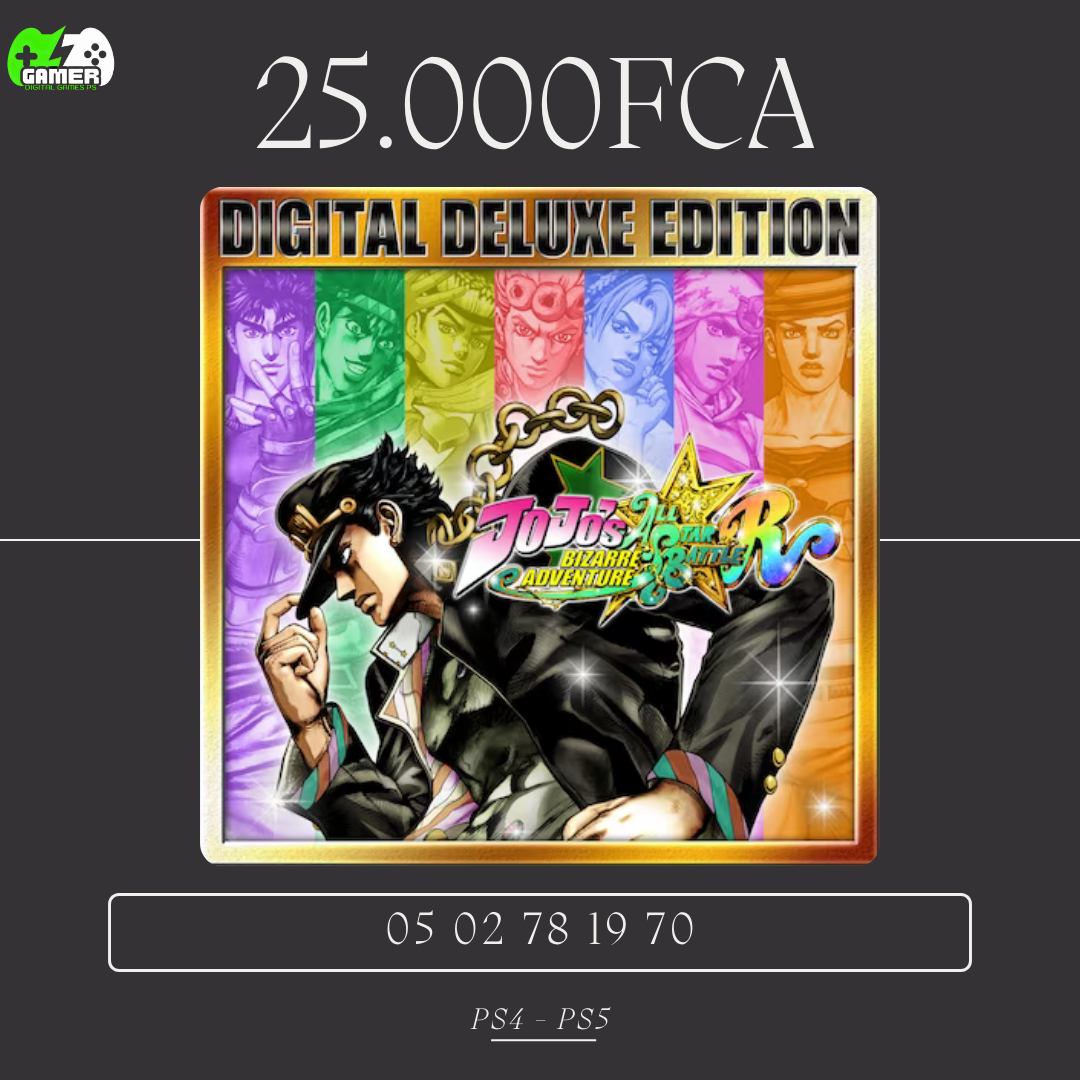 GAMER
DIGITAL GAMES PS
25.000FCA
DIGITAL DELUXE EDITION
JoJo's
BIZARRE
ADVENTURE
ALL
STAR
BATTLE
R
05 02 78 19 70
PS4 - PS5